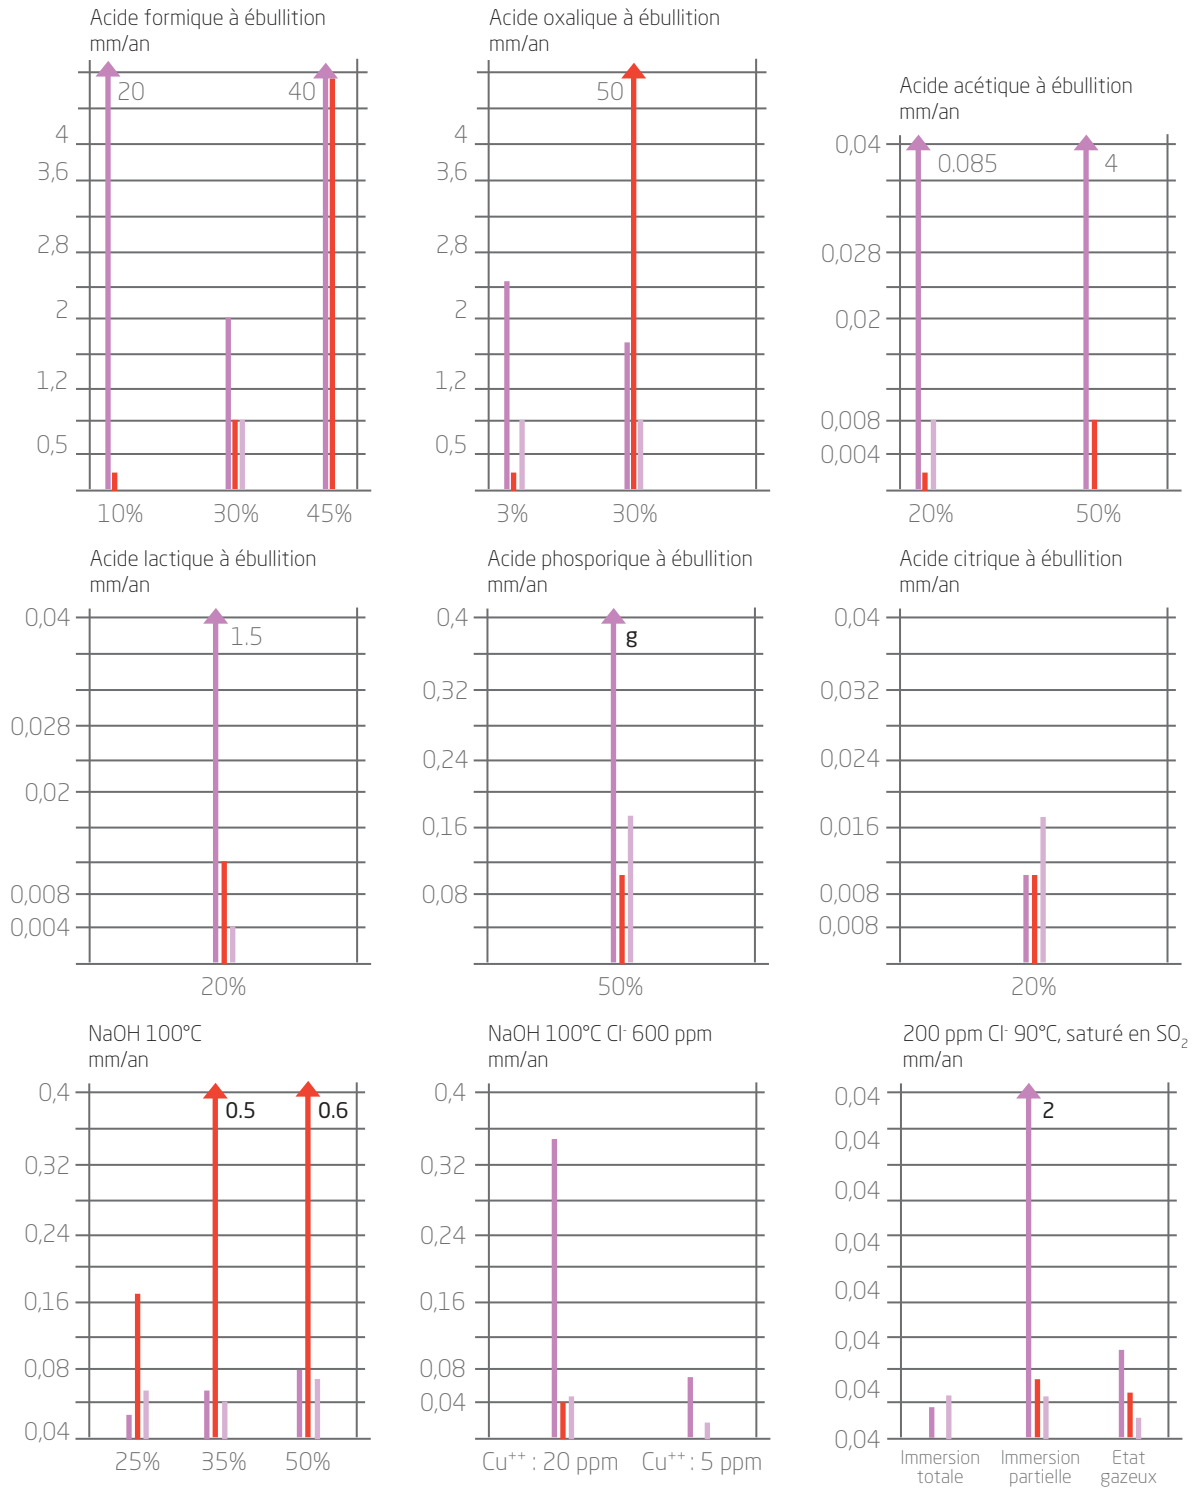 Acide formique à ébullition
mm/an
20
40
4
3,6
2,8
2
1,2
0,5
10%
30%
45%
Acide oxalique à ébullition
mm/an
50
4
3,6
2,8
2
1,2
0,5
3%
30%
Acide acétique à ébullition
mm/an
0,04
0.085
4
0,028
0,02
0,008
0,004
20%
50%
Acide lactique à ébullition
mm/an
0,04
1.5
0,028
0,02
0,008
0,004
20%
Acide phosporique à ébullition
mm/an
0,4
g
0,32
0,24
0,16
0,08
50%
Acide citrique à ébullition
mm/an
0,04
0,032
0,024
0,016
0,008
0,008
20%
NaOH 100°C
mm/an
0,4
0.5
0.6
0,32
0,24
0,16
0,08
0,04
25%
35%
50%
NaOH 100°C Cl⁻ 600 ppm
mm/an
0,4
0,32
0,24
0,16
0,08
0,04
Cu⁺⁺ : 20 ppm
Cu⁺⁺ : 5 ppm
200 ppm Cl⁻ 90°C, saturé en SO₂
mm/an
0,04
2
0,04
0,04
0,04
0,04
0,04
0,04
0,04
Immersion
totale
Immersion
partielle
Etat
gazeux